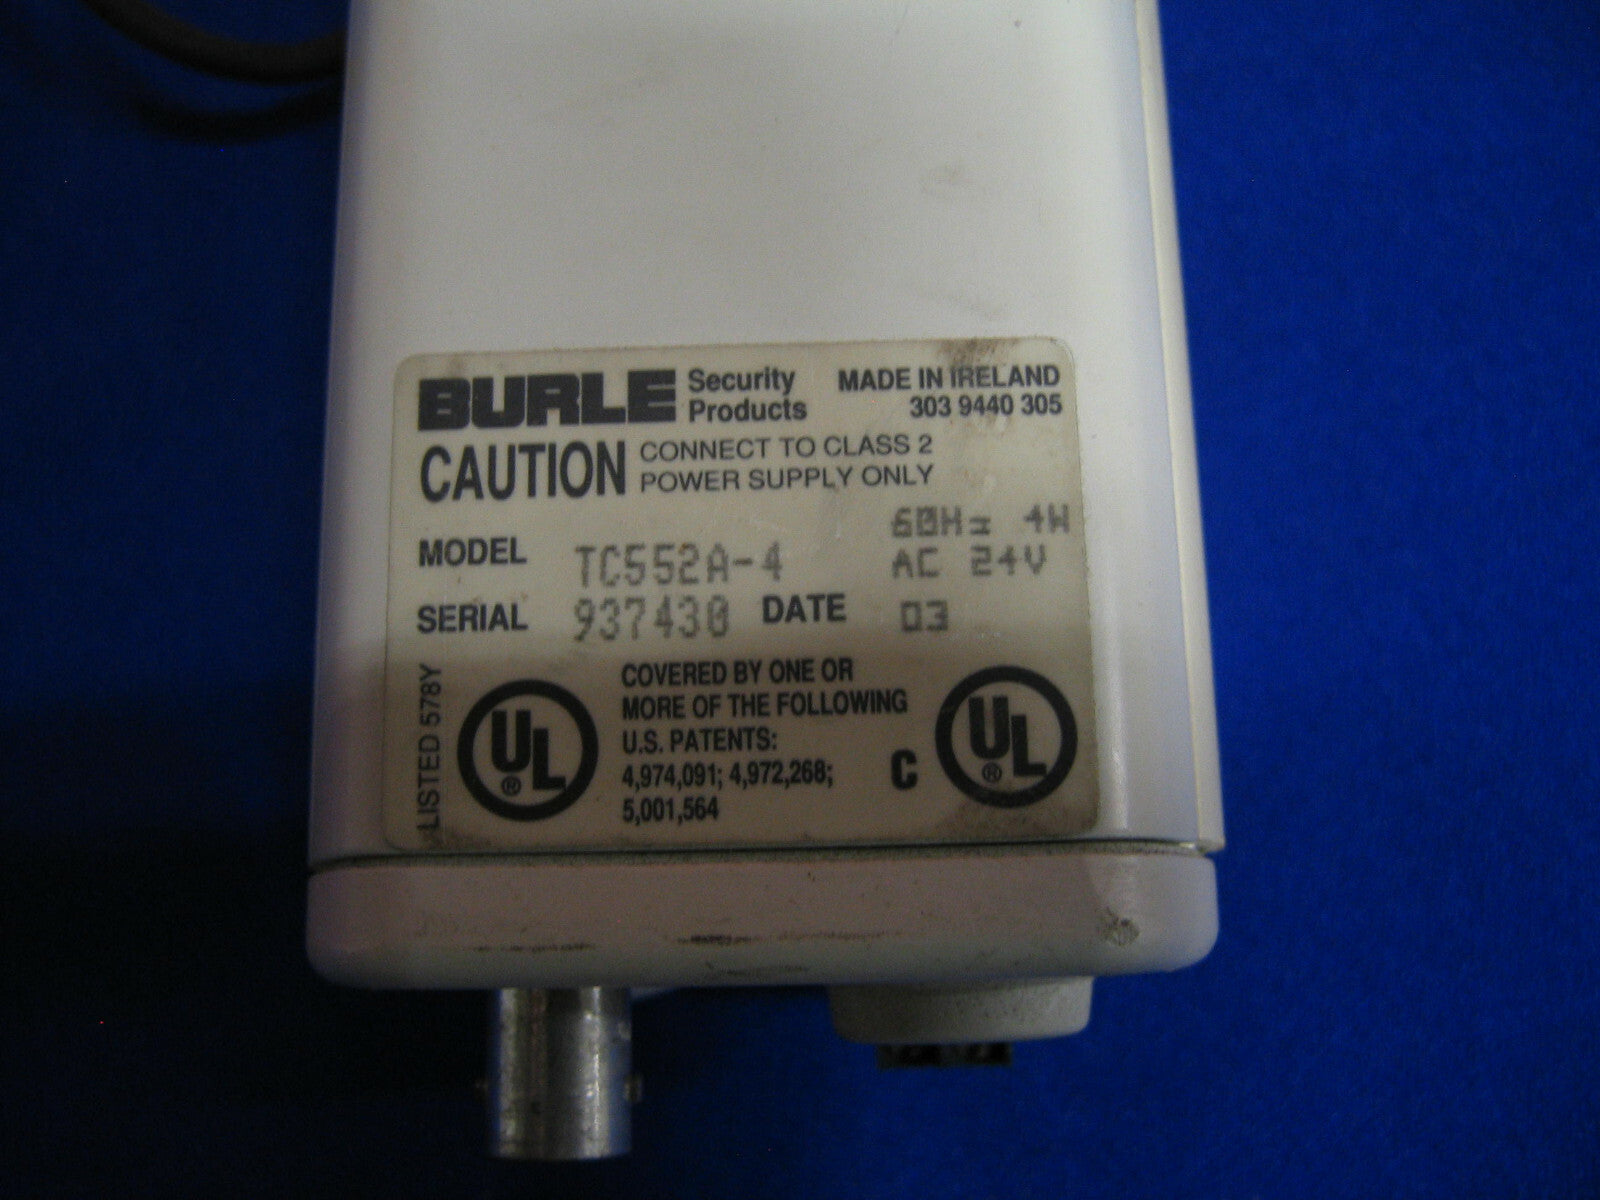 BURLE Security Products
MADE IN IRELAND
303 9440 305
CAUTION CONNECT TO CLASS 2
POWER SUPPLY ONLY
60Hz 4W
MODEL TC552A-4 AC 24V
SERIAL 937430 DATE 03
LISTED 578Y
UL®
COVERED BY ONE OR
MORE OF THE FOLLOWING
U.S. PATENTS:
4,974,091; 4,972,268;
5,001,564
C UL®